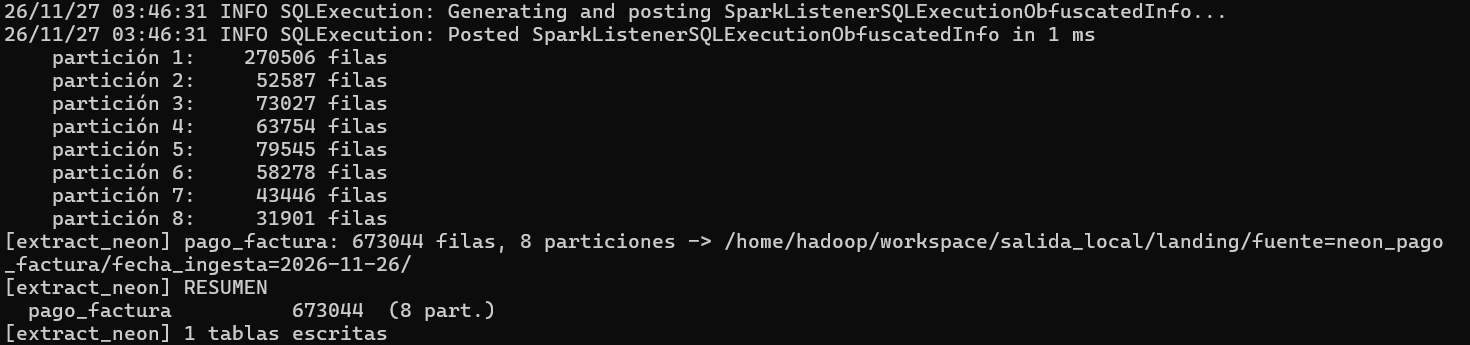 26/11/27 03:46:31 INFO SQLExecution: Generating and posting SparkListenerSQLExecutionObfuscatedInfo...
26/11/27 03:46:31 INFO SQLExecution: Posted SparkListenerSQLExecutionObfuscatedInfo in 1 ms
    partición 1:    270506 filas
    partición 2:     52587 filas
    partición 3:     73027 filas
    partición 4:     63754 filas
    partición 5:     79545 filas
    partición 6:     58278 filas
    partición 7:     43446 filas
    partición 8:     31901 filas
[extract_neon] pago_factura: 673044 filas, 8 particiones -> /home/hadoop/workspace/salida_local/landing/fuente=neon_pago
_factura/fecha_ingesta=2026-11-26/
[extract_neon] RESUMEN
  pago_factura          673044  (8 part.)
[extract_neon] 1 tablas escritas